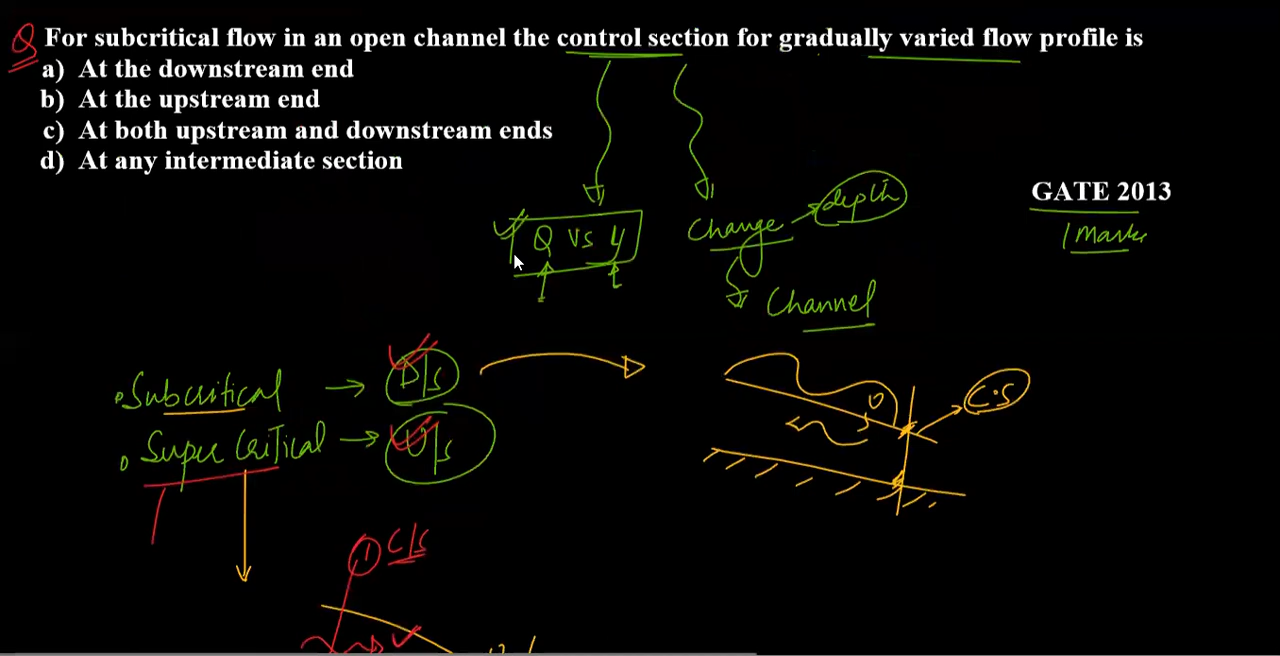 Q For subcritical flow in an open channel the control section for gradually varied flow profile is
a) At the downstream end
b) At the upstream end
c) At both upstream and downstream ends
d) At any intermediate section
GATE 2013
1 Marks
Q vs y
Change depth
Channel
Subcritical → D/s
Super Critical → U/s
C.S
① C/s